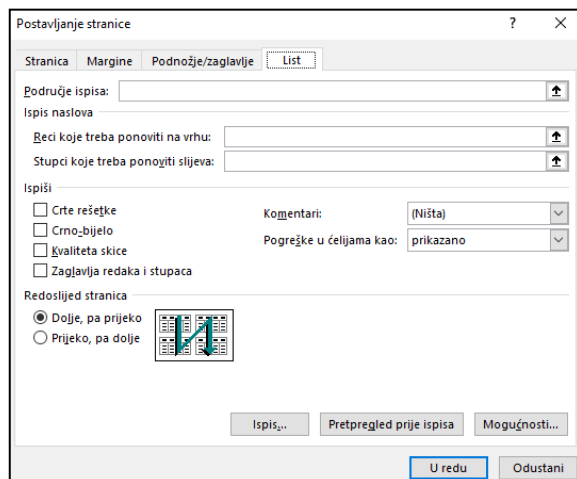 Postavljanje stranice
Stranica Margine Podnožje/zaglavlje List
Područje ispisa:
Ispis naslova
Reci koje treba ponoviti na vrhu:
Stupci koje treba ponoviti slijeva:
Ispiši
Crte rešetke
Crno-bijelo
Kvaliteta skice
Zaglavlja redaka i stupaca
Komentari: (Ništa)
Pogreške u ćelijama kao: prikazano
Redoslijed stranica
Dolje, pa prijeko
Prijeko, pa dolje
Ispis... Pretpregled prije ispisa Mogućnosti...
U redu Odustani